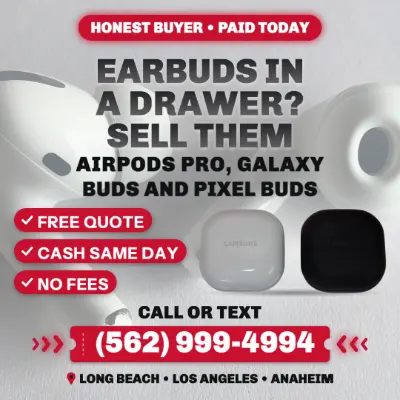 HONEST BUYER • PAID TODAY
EARBUDS IN
A DRAWER?
SELL THEM
AIRPODS PRO, GALAXY
BUDS AND PIXEL BUDS
FREE QUOTE
CASH SAME DAY
NO FEES
CALL OR TEXT
(562) 999-4994
LONG BEACH • LOS ANGELES • ANAHEIM